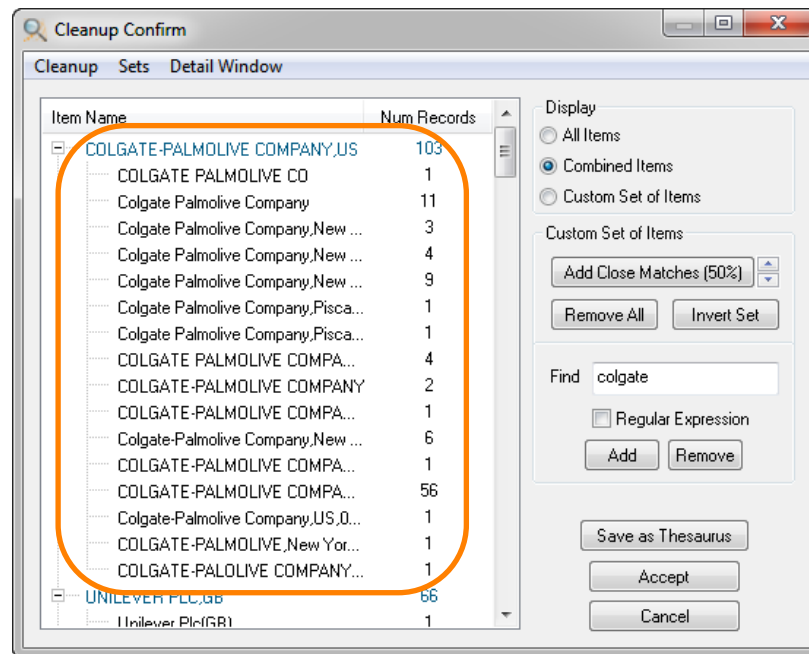 Cleanup Confirm
Cleanup Sets Detail Window
Item Name Num Records
COLGATE-PALMOLIVE COMPANY,US 103
COLGATE PALMOLIVE CO 1
Colgate Palmolive Company 11
Colgate Palmolive Company,New ... 3
Colgate Palmolive Company,New ... 4
Colgate Palmolive Company,New ... 9
Colgate Palmolive Company,Pisca... 1
Colgate Palmolive Company,Pisca... 1
COLGATE PALMOLIVE COMPA... 4
COLGATE-PALMOLIVE COMPANY 2
COLGATE-PALMOLIVE COMPA... 1
Colgate-Palmolive Company,New ... 6
COLGATE-PALMOLIVE COMPA... 1
COLGATE-PALMOLIVE COMPA... 56
Colgate-Palmolive Company,US,0... 1
COLGATE-PALMOLIVE,New Yor... 1
COLGATE-PALOLIVE COMPANY... 1
UNILEVER PLC,GB 66
Unilever Plc(GB) 1
Display
All Items
Combined Items
Custom Set of Items
Custom Set of Items
Add Close Matches (50%)
Remove All Invert Set
Find colgate
Regular Expression
Add Remove
Save as Thesaurus
Accept
Cancel